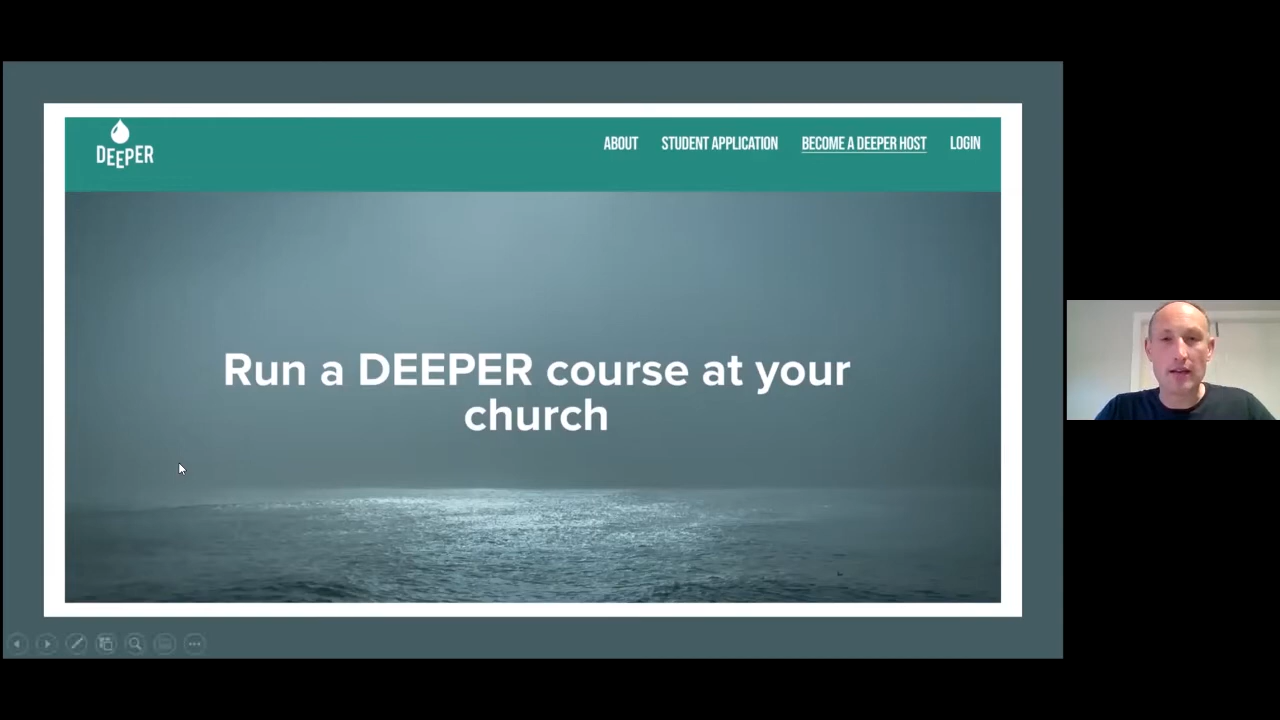 DEEPER
ABOUT STUDENT APPLICATION BECOME A DEEPER HOST LOGIN
Run a DEEPER course at your
church